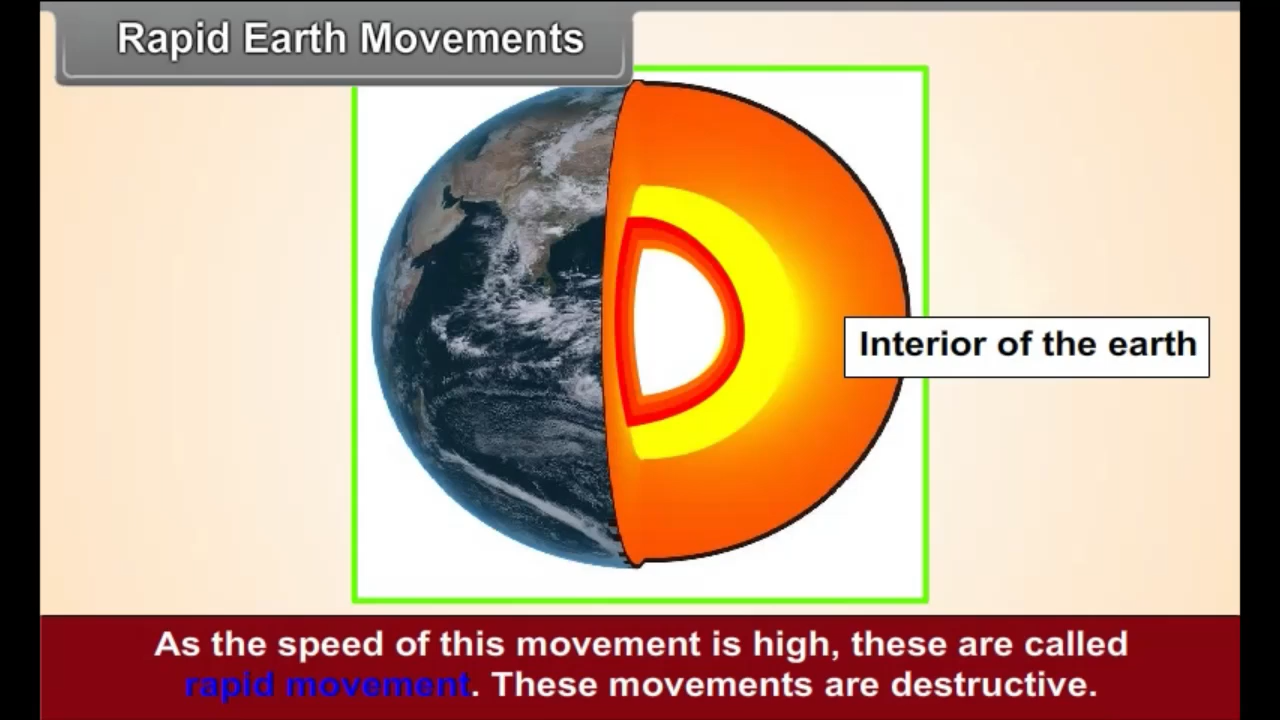 Rapid Earth Movements
Interior of the earth
As the speed of this movement is high, these are called
rapid movement. These movements are destructive.